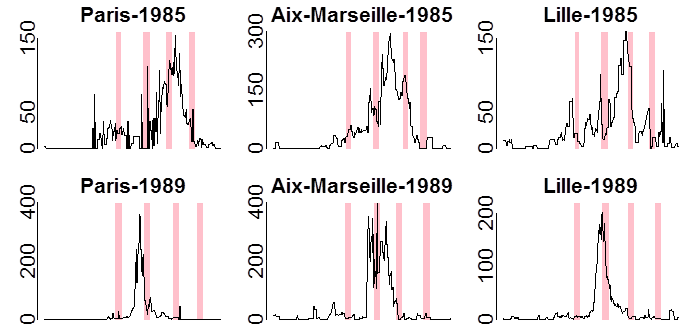 Paris-1985
Aix-Marseille-1985
Lille-1985
0 50 150
0 150 300
0 50 150
Paris-1989
Aix-Marseille-1989
Lille-1989
0 200 400
0 200 400
0 100 200